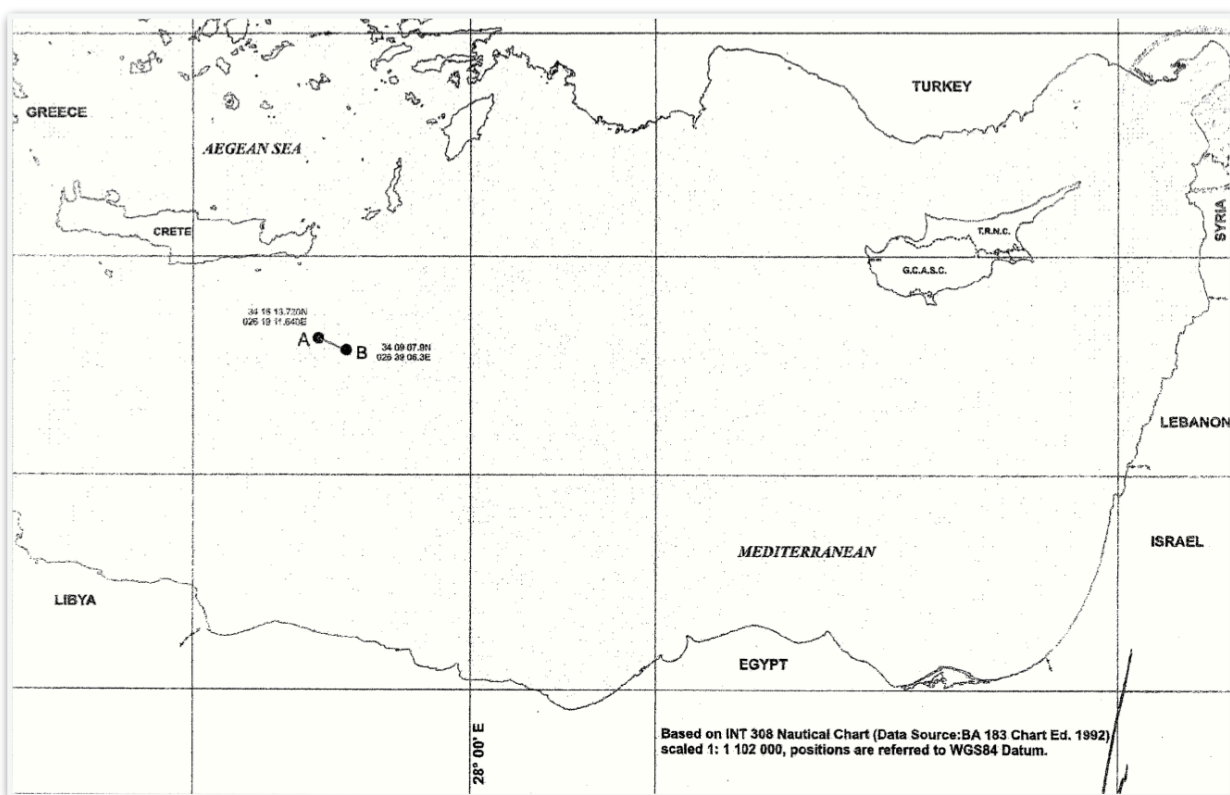 TURKEY
GREECE
AEGEAN SEA
SYRIA
CRETE
T.R.N.C.
G.C.A.S.C.
34 16 13.720N
026 19 11.640E
A
B
34 09 07.9N
026 39 06.3E
LEBANON
ISRAEL
MEDITERRANEAN
LIBYA
EGYPT
28° 00' E
Based on INT 308 Nautical Chart (Data Source:BA 183 Chart Ed. 1992)
scaled 1: 1 102 000, positions are referred to WGS84 Datum.